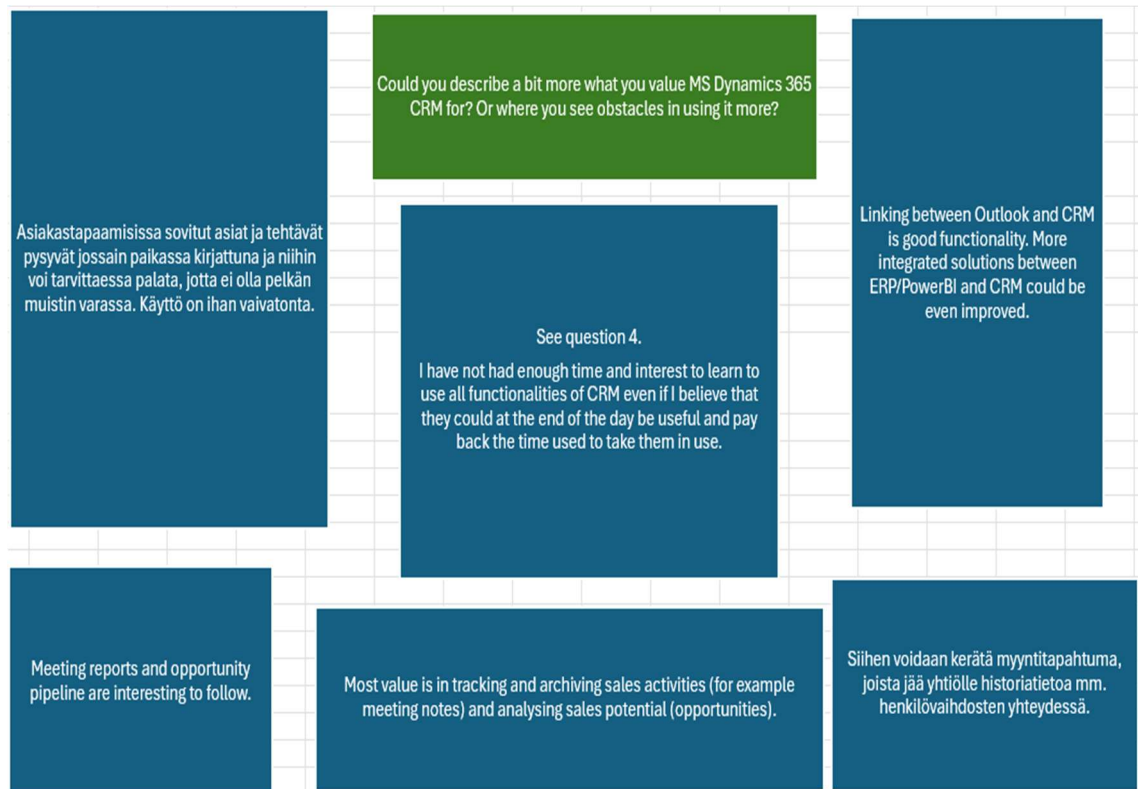 Could you describe a bit more what you value MS Dynamics 365
CRM for? Or where you see obstacles in using it more?
Asiakastapaamisissa sovitut asiat ja tehtävät
pysyvät jossain paikassa kirjattuna ja niihin
voi tarvittaessa palata, jotta ei olla pelkän
muistin varassa. Käyttö on ihan vaivatonta.
See question 4.
I have not had enough time and interest to learn to
use all functionalities of CRM even if I believe that
they could at the end of the day be useful and pay
back the time used to take them in use.
Linking between Outlook and CRM
is good functionality. More
integrated solutions between
ERP/PowerBI and CRM could be
even improved.
Meeting reports and opportunity
pipeline are interesting to follow.
Most value is in tracking and archiving sales activities (for example
meeting notes) and analysing sales potential (opportunities).
Siihen voidaan kerätä myyntitapahtuma,
joista jää yhtiölle historiatietoa mm.
henkilövaihdosten yhteydessä.